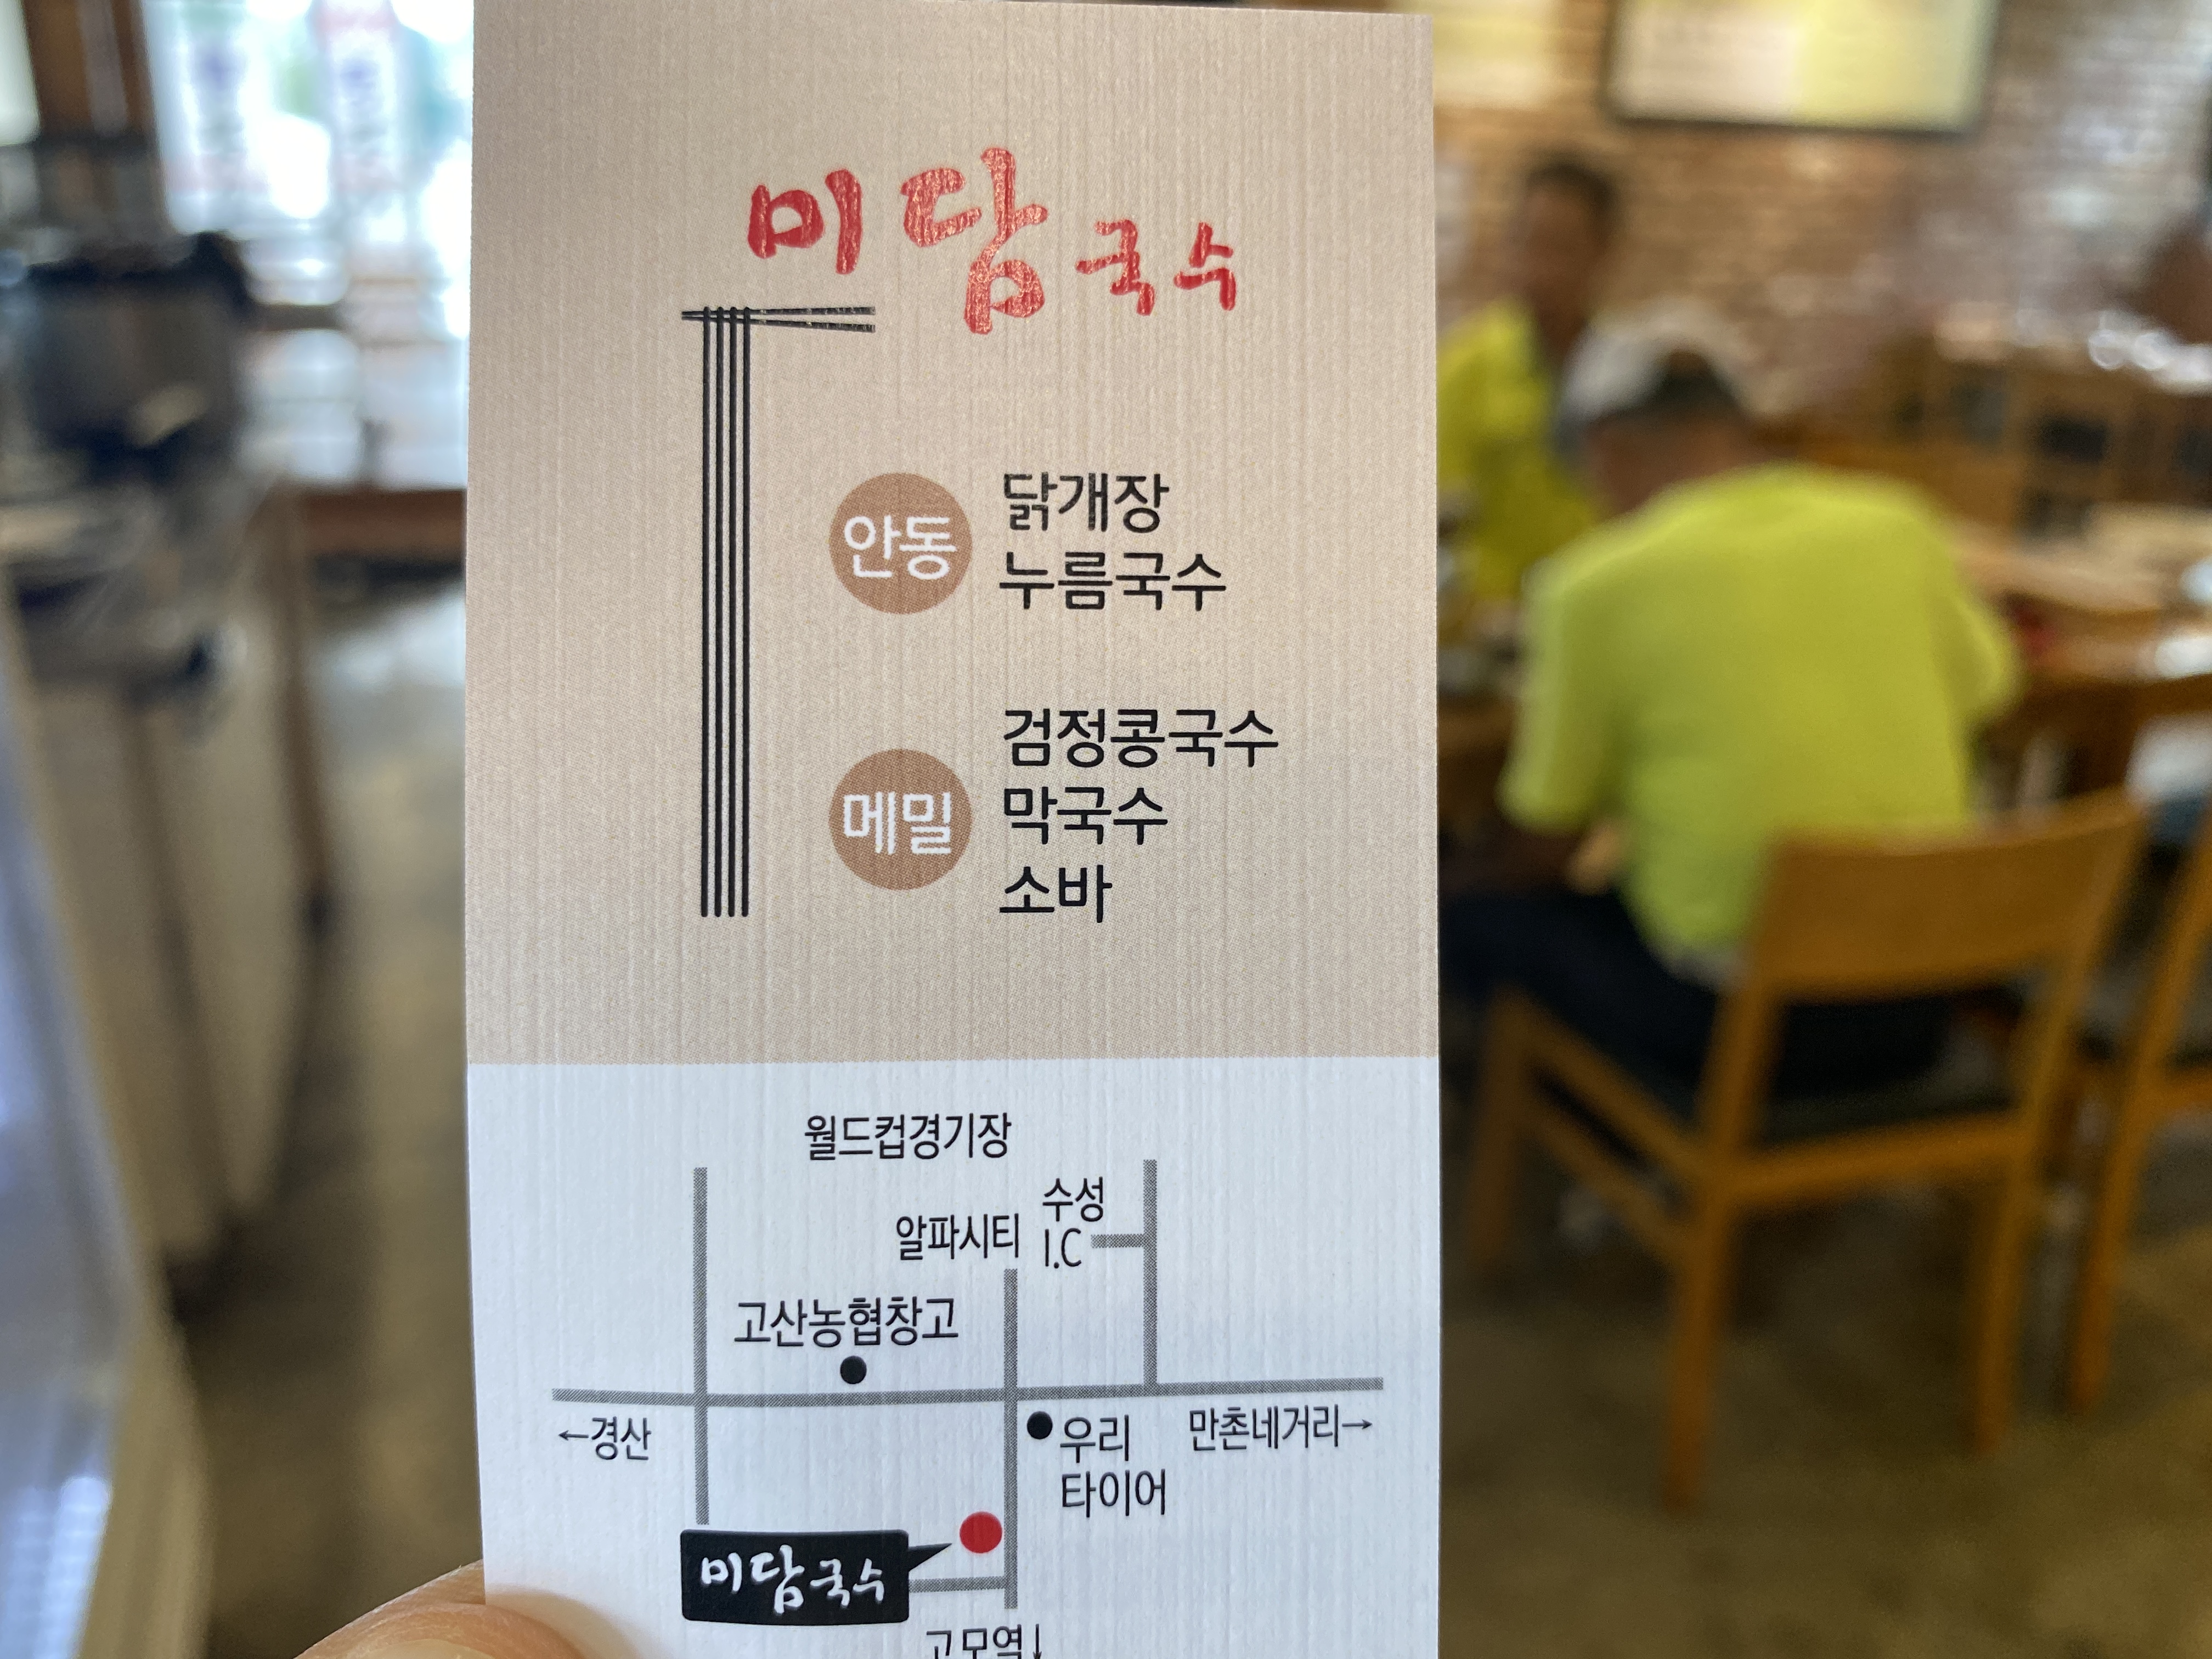 미담국수
안동
닭개장
누름국수
메밀
검정콩국수
막국수
소바
월드컵경기장
수성
I.C
알파시티
고산농협창고
←경산
우리
타이어
만촌네거리→
미담국수
고모역↓